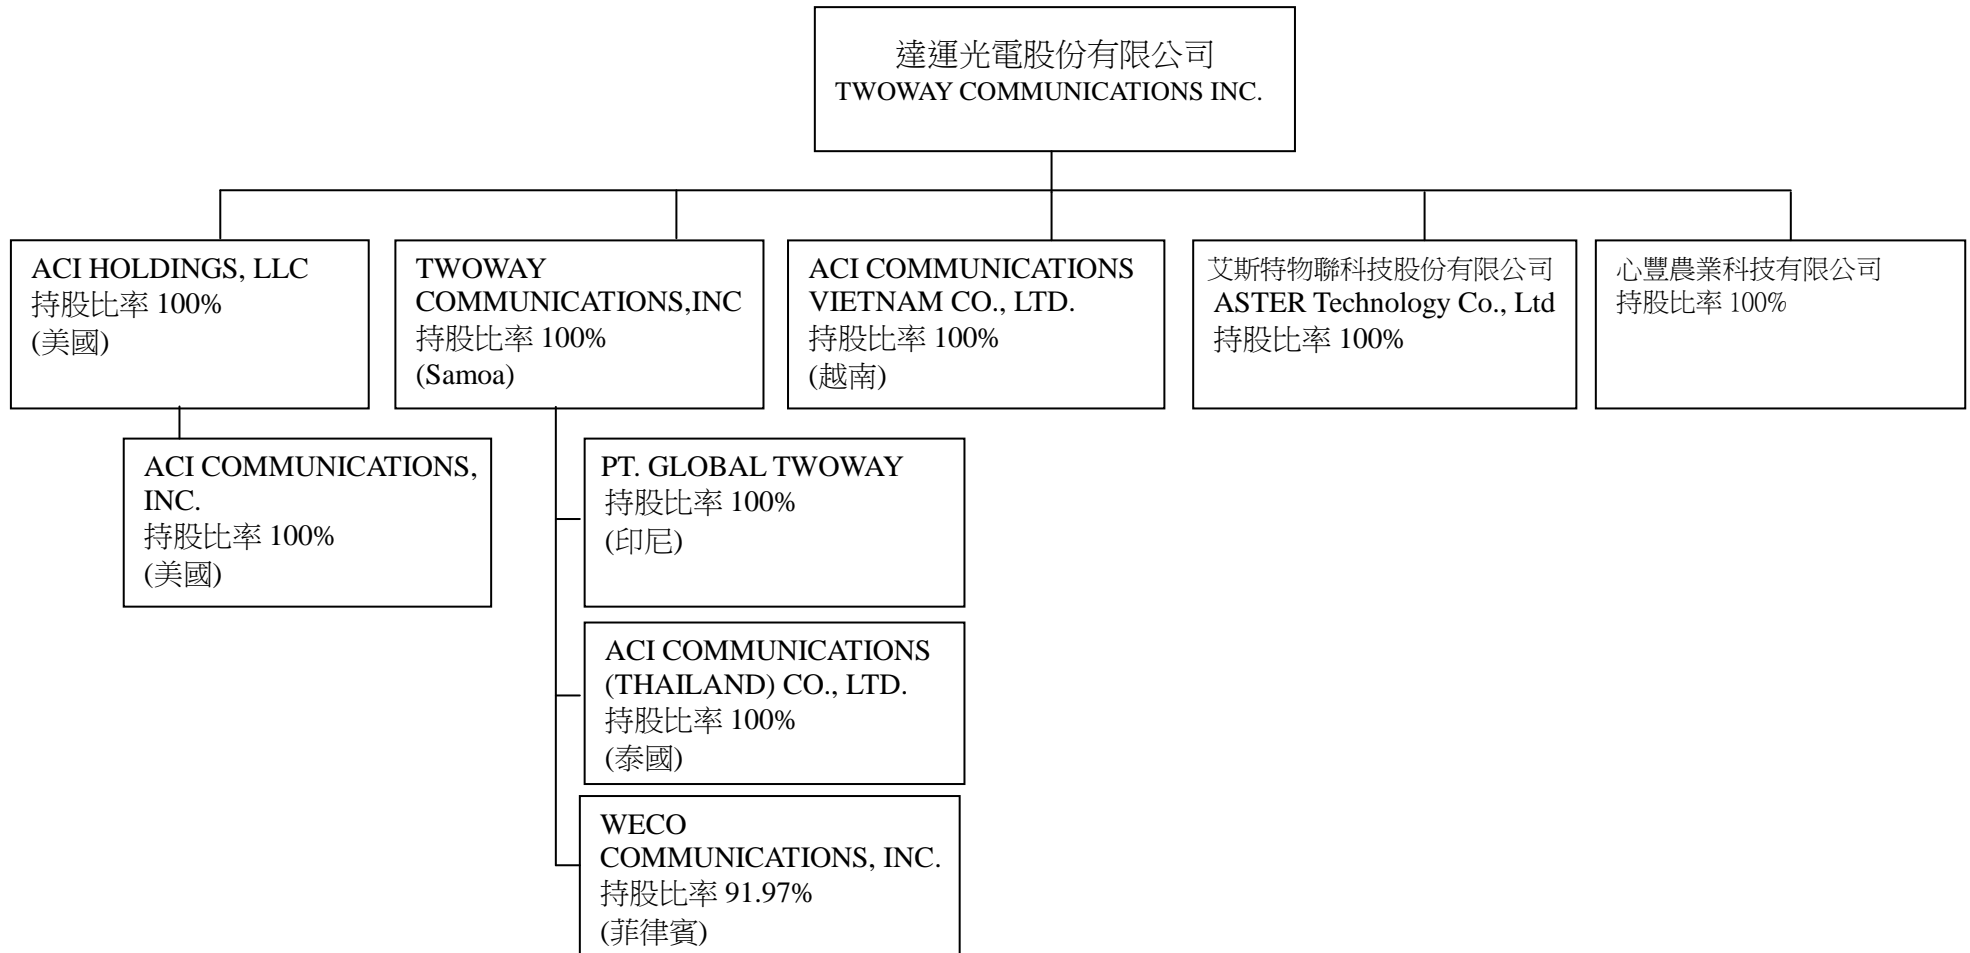 達運光電股份有限公司
TWOWAY COMMUNICATIONS INC.
ACI HOLDINGS, LLC
持股比率 100%
(美國)
TWOWAY
COMMUNICATIONS,INC
持股比率 100%
(Samoa)
ACI COMMUNICATIONS
VIETNAM CO., LTD.
持股比率 100%
(越南)
艾斯特物聯科技股份有限公司
ASTER Technology Co., Ltd
持股比率 100%
心豐農業科技有限公司
持股比率 100%
ACI COMMUNICATIONS,
INC.
持股比率 100%
(美國)
PT. GLOBAL TWOWAY
持股比率 100%
(印尼)
ACI COMMUNICATIONS
(THAILAND) CO., LTD.
持股比率 100%
(泰國)
WECO
COMMUNICATIONS, INC.
持股比率 91.97%
(菲律賓)